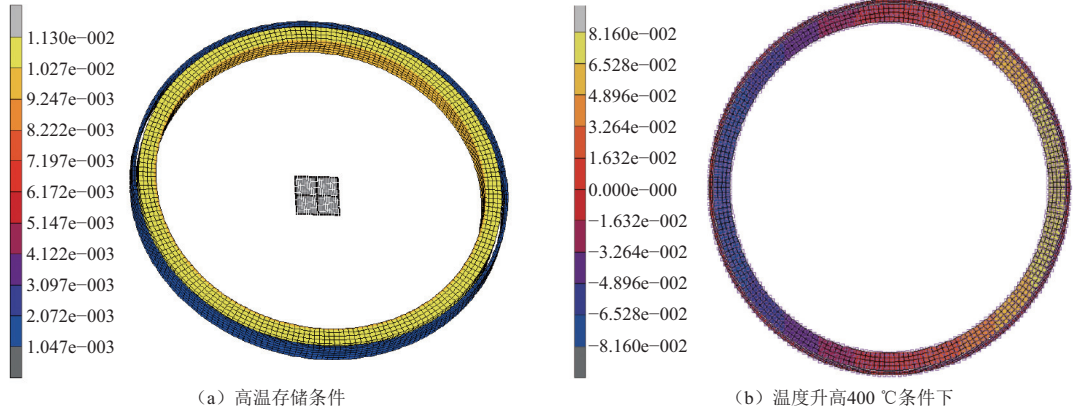 1.130e−002
1.027e−002
9.247e−003
8.222e−003
7.197e−003
6.172e−003
5.147e−003
4.122e−003
3.097e−003
2.072e−003
1.047e−003
（a）高温存储条件
8.160e−002
6.528e−002
4.896e−002
3.264e−002
1.632e−002
0.000e−000
−1.632e−002
−3.264e−002
−4.896e−002
−6.528e−002
−8.160e−002
（b）温度升高400 ℃条件下